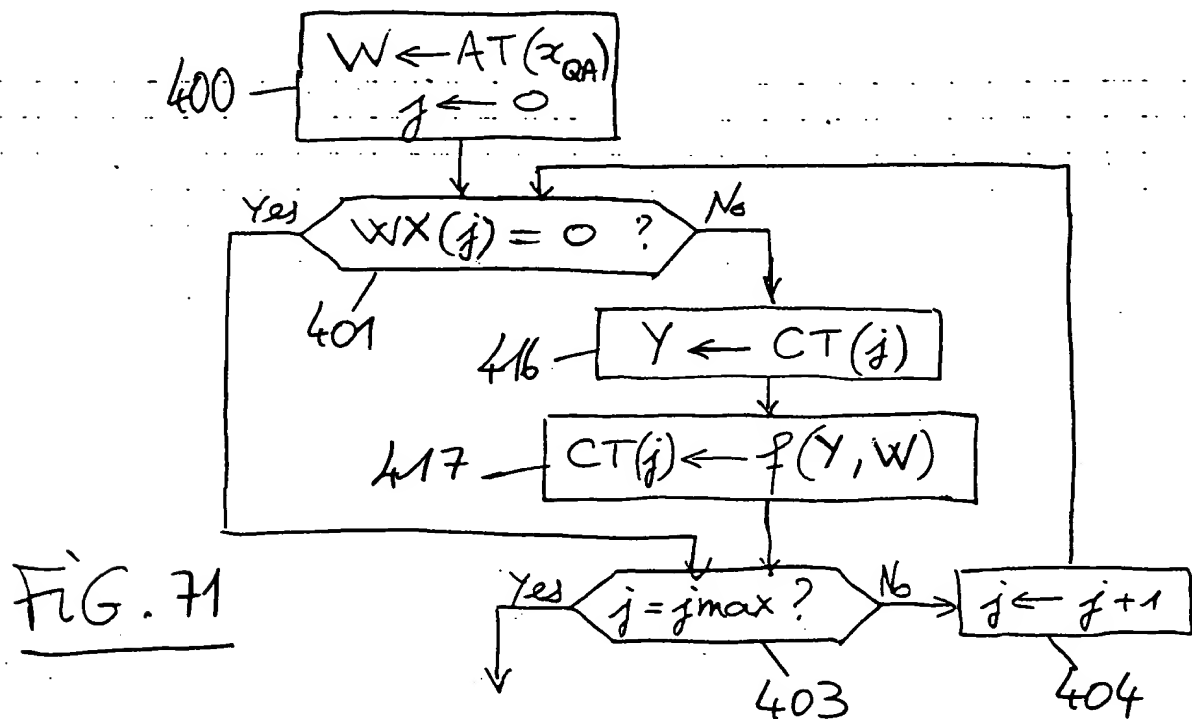 W ← AT(x_QA)
j ← 0
400
Yes
WX(j) = 0 ?
No
401
Y ← CT(j)
416
CT(j) ← f(Y, W)
417
FiG. 71
Yes
j = jmax ?
No
j ← j+1
403
404